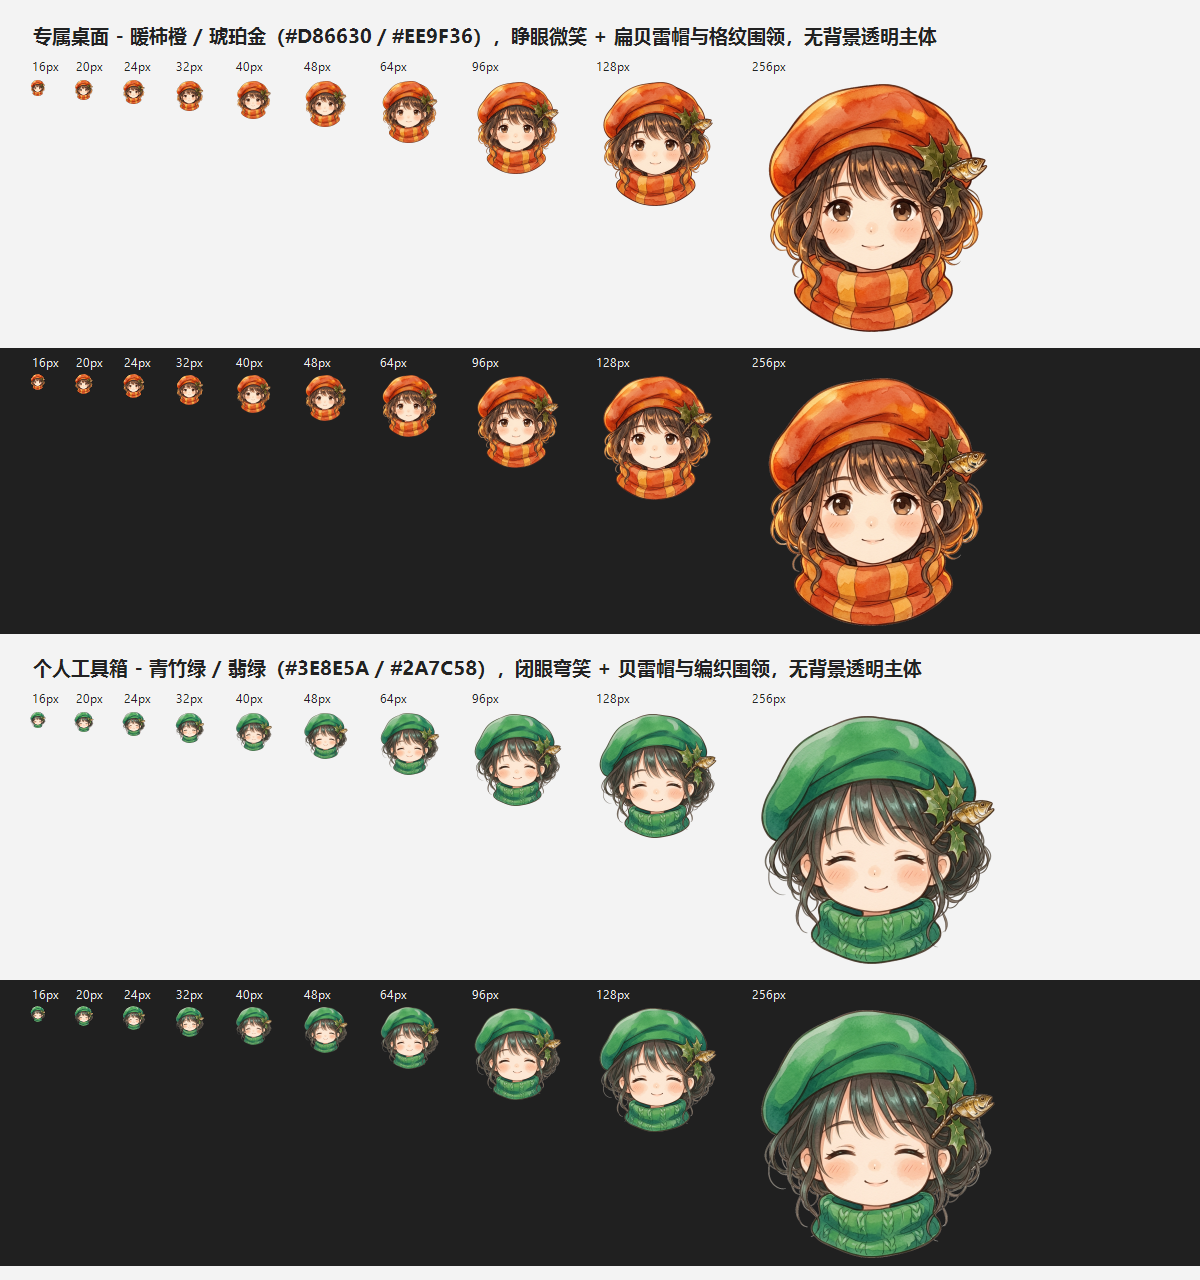 专属桌面 - 暖柿橙 / 琥珀金（#D86630 / #EE9F36），睁眼微笑 + 扁贝雷帽与格纹围领，无背景透明主体
16px 20px 24px 32px 40px 48px 64px 96px 128px 256px
16px 20px 24px 32px 40px 48px 64px 96px 128px 256px
个人工具箱 - 青竹绿 / 翡绿（#3E8E5A / #2A7C58），闭眼弯笑 + 贝雷帽与编织围领，无背景透明主体
16px 20px 24px 32px 40px 48px 64px 96px 128px 256px
16px 20px 24px 32px 40px 48px 64px 96px 128px 256px